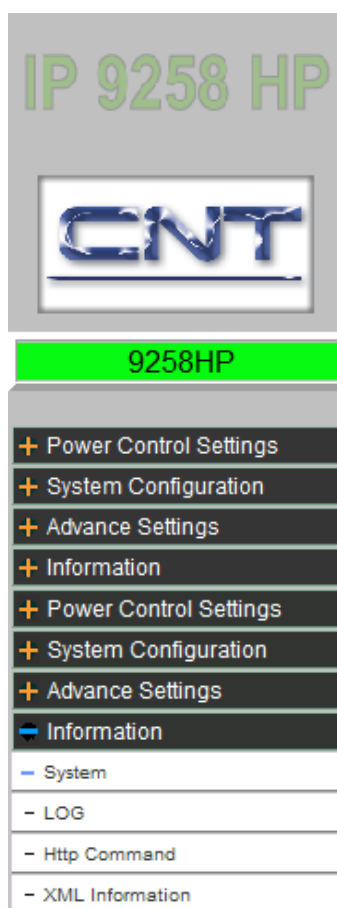 IP 9258 HP
CNT
9258HP
Power Control Settings
System Configuration
Advance Settings
Information
Power Control Settings
System Configuration
Advance Settings
Information
System
LOG
Http Command
XML Information